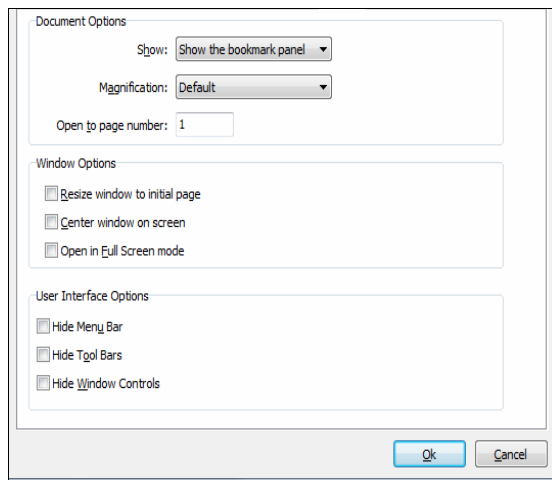 Document Options
Show: Show the bookmark panel
Magnification: Default
Open to page number: 1
Window Options
Resize window to initial page
Center window on screen
Open in Full Screen mode
User Interface Options
Hide Menu Bar
Hide Tool Bars
Hide Window Controls
Ok Cancel